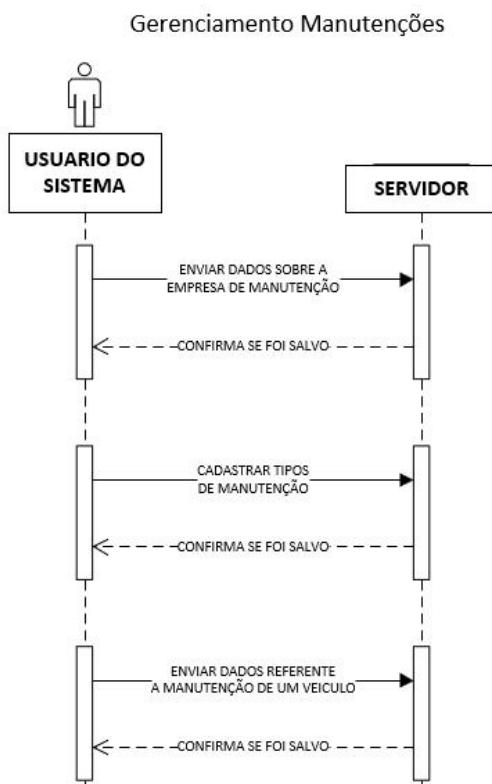 Gerenciamento Manutenções
USUARIO DO
SISTEMA
SERVIDOR
ENVIAR DADOS SOBRE A
EMPRESA DE MANUTENÇÃO
CONFIRMA SE FOI SALVO
CADASTRAR TIPOS
DE MANUTENÇÃO
CONFIRMA SE FOI SALVO
ENVIAR DADOS REFERENTE
A MANUTENÇÃO DE UM VEICULO
CONFIRMA SE FOI SALVO